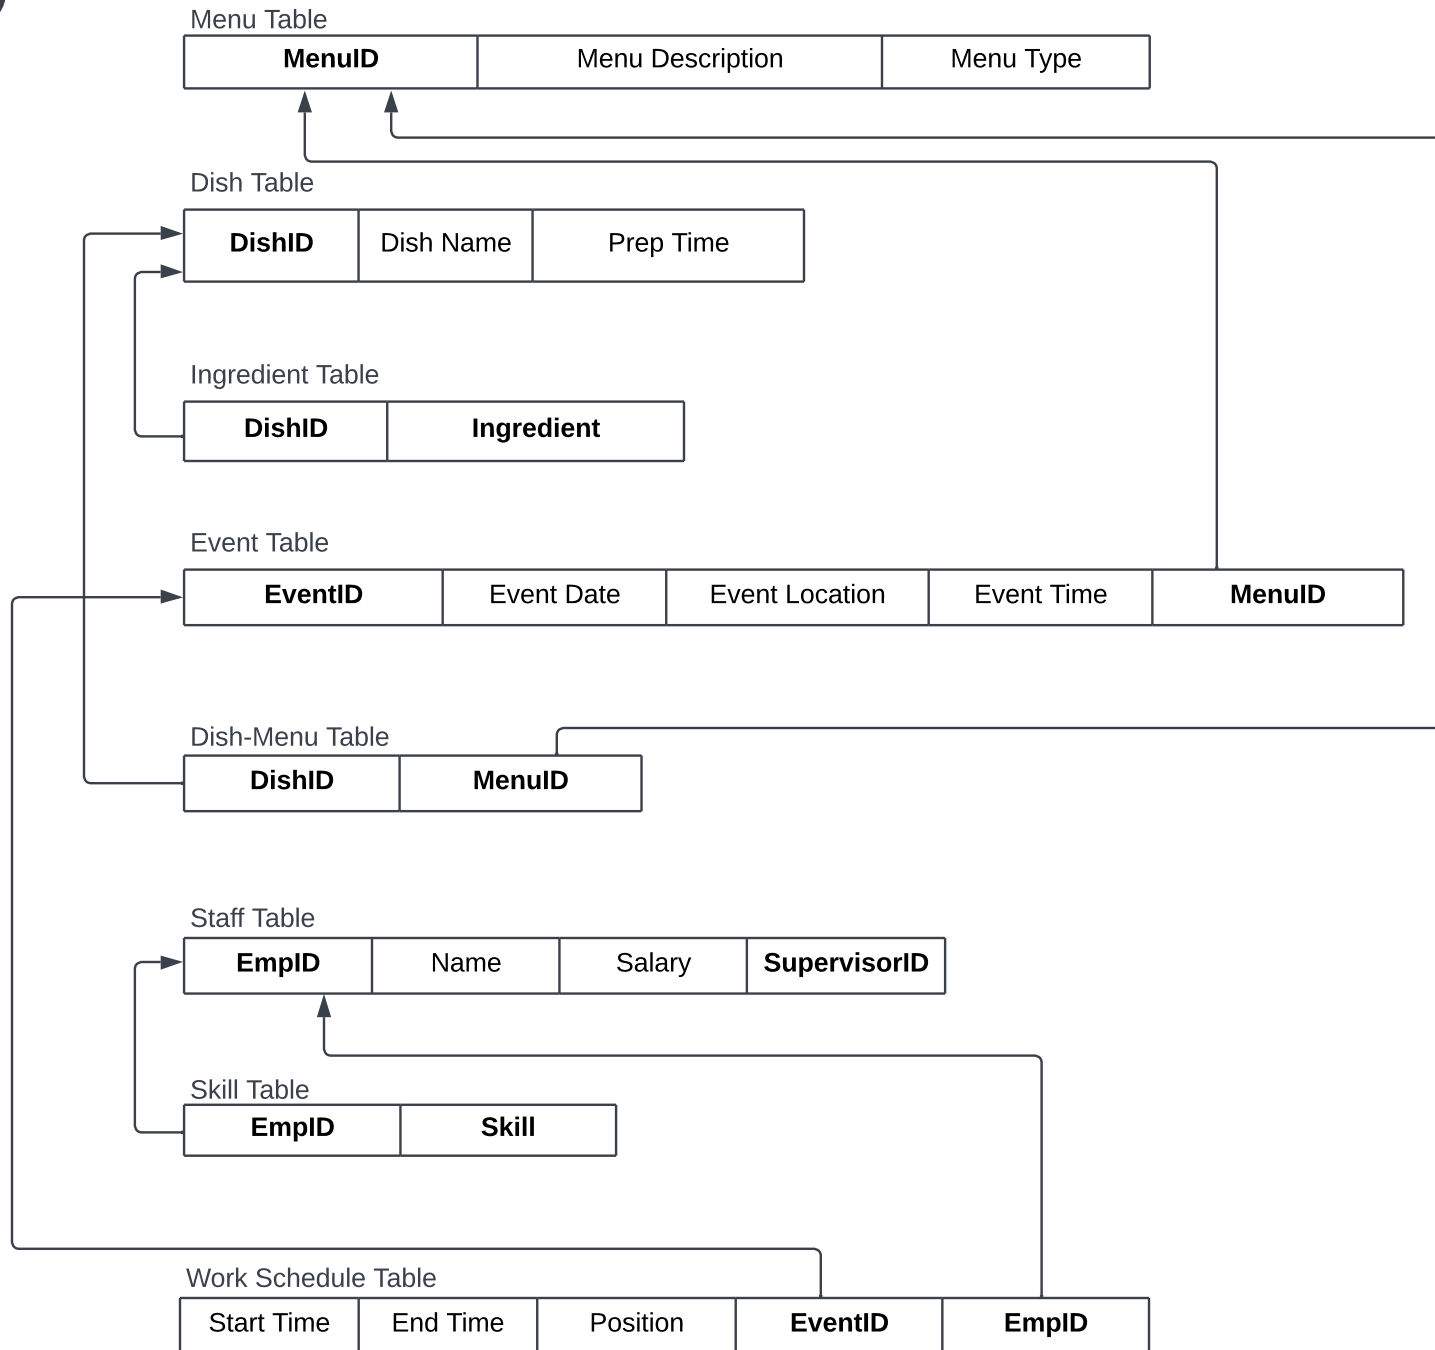 Menu Table
MenuID Menu Description Menu Type
Dish Table
DishID Dish Name Prep Time
Ingredient Table
DishID Ingredient
Event Table
EventID Event Date Event Location Event Time MenuID
Dish-Menu Table
DishID MenuID
Staff Table
EmpID Name Salary SupervisorID
Skill Table
EmpID Skill
Work Schedule Table
Start Time End Time Position EventID EmpID